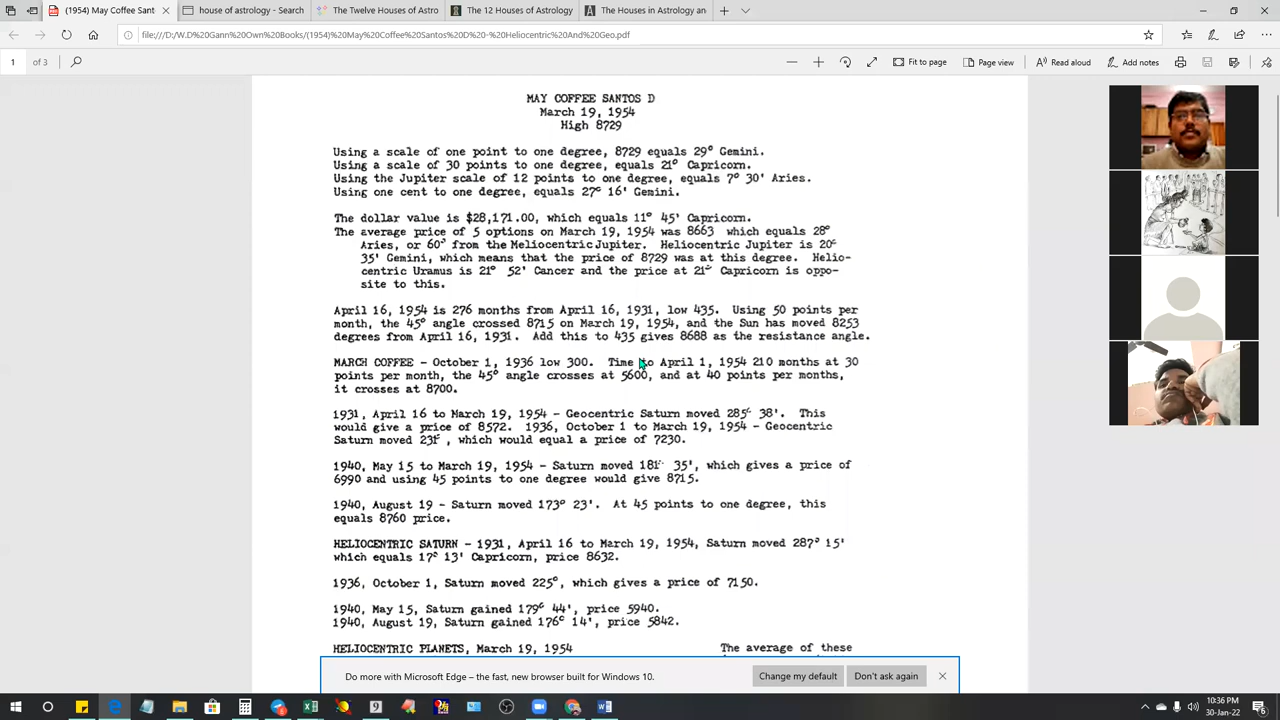 (1954) May Coffee Sant
house of astrology - Search
The Twelve Houses of Astro
The 12 Houses of Astrology
The Houses in Astrology an
file:///D:/W.D%20Gann%20Own%20Books/(1954)%20May%20Coffee%20Santos%20D%20-%20Heliocentric%20And%20Geo.pdf
1 of 3
Fit to page
Page view
Read aloud
Add notes
MAY COFFEE SANTOS D
March 19, 1954
High 8729
Using a scale of one point to one degree, 8729 equals 29° Gemini.
Using a scale of 30 points to one degree, equals 21° Capricorn.
Using the Jupiter scale of 12 points to one degree, equals 7° 30' Aries.
Using one cent to one degree, equals 27° 16' Gemini.
The dollar value is $28,171.00, which equals 11° 45' Capricorn.
The average price of 5 options on March 19, 1954 was 8663 which equals 28°
Aries, or 60° from the Meliocentric Jupiter. Heliocentric Jupiter is 20°
35' Gemini, which means that the price of 8729 was at this degree. Helio-
centric Uramus is 21° 52' Cancer and the price at 21° Capricorn is oppo-
site to this.
April 16, 1954 is 276 months from April 16, 1931, low 435. Using 50 points per
month, the 45° angle crossed 8715 on March 19, 1954, and the Sun has moved 8253
degrees from April 16, 1931. Add this to 435 gives 8688 as the resistance angle.
MARCH COFFEE - October 1, 1936 low 300. Time to April 1, 1954 210 months at 30
points per month, the 45° angle crosses at 5600, and at 40 points per months,
it crosses at 8700.
1931, April 16 to March 19, 1954 - Geocentric Saturn moved 285° 38'. This
would give a price of 8572. 1936, October 1 to March 19, 1954 - Geocentric
Saturn moved 231°, which would equal a price of 7230.
1940, May 15 to March 19, 1954 - Saturn moved 181° 35', which gives a price of
6990 and using 45 points to one degree would give 8715.
1940, August 19 - Saturn moved 173° 23'. At 45 points to one degree, this
equals 8760 price.
HELIOCENTRIC SATURN - 1931, April 16 to March 19, 1954, Saturn moved 287° 15'
which equals 17° 13' Capricorn, price 8632.
1936, October 1, Saturn moved 225°, which gives a price of 7150.
1940, May 15, Saturn gained 179° 44', price 5940.
1940, August 19, Saturn gained 176° 14', price 5842.
HELIOCENTRIC PLANETS, March 19, 1954 The average of these
Do more with Microsoft Edge – the fast, new browser built for Windows 10.
Change my default
Don't ask again
10:36 PM
30-Jan-22